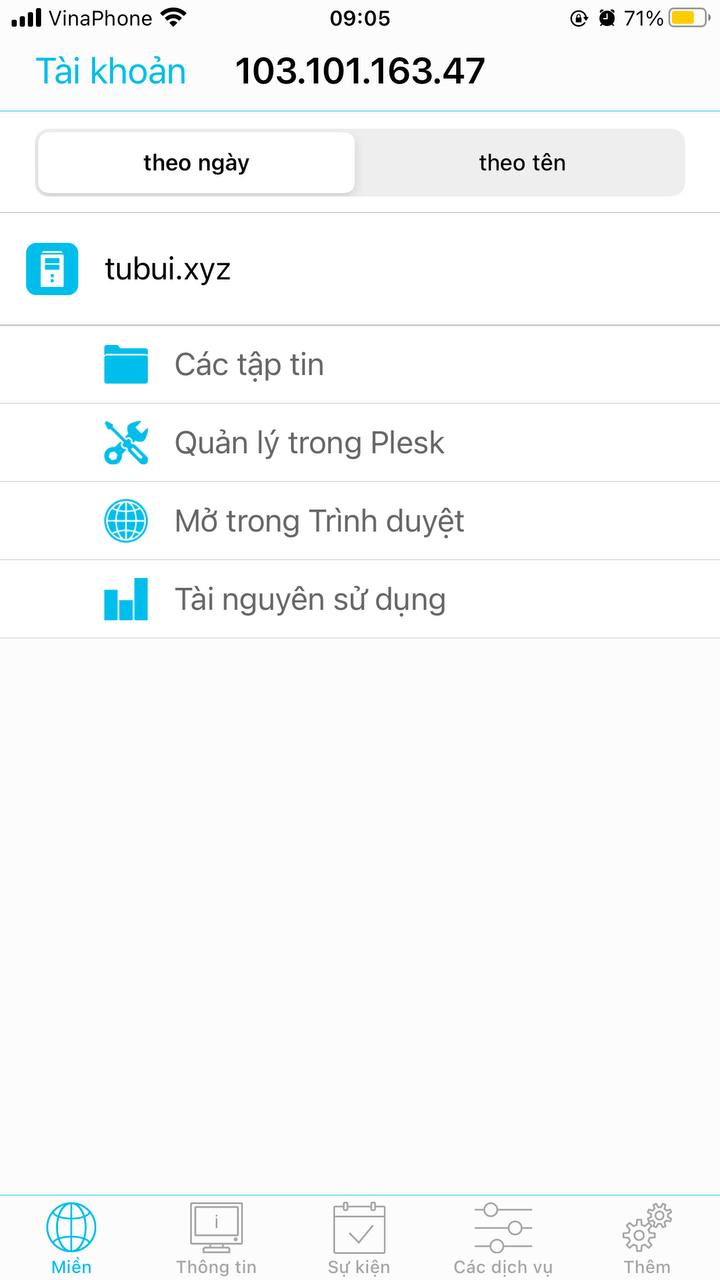 VinaPhone 09:05 71%
Tài khoản 103.101.163.47
theo ngày theo tên
tubui.xyz
Các tập tin
Quản lý trong Plesk
Mở trong Trình duyệt
Tài nguyên sử dụng
Miền Thông tin Sự kiện Các dịch vụ Thêm